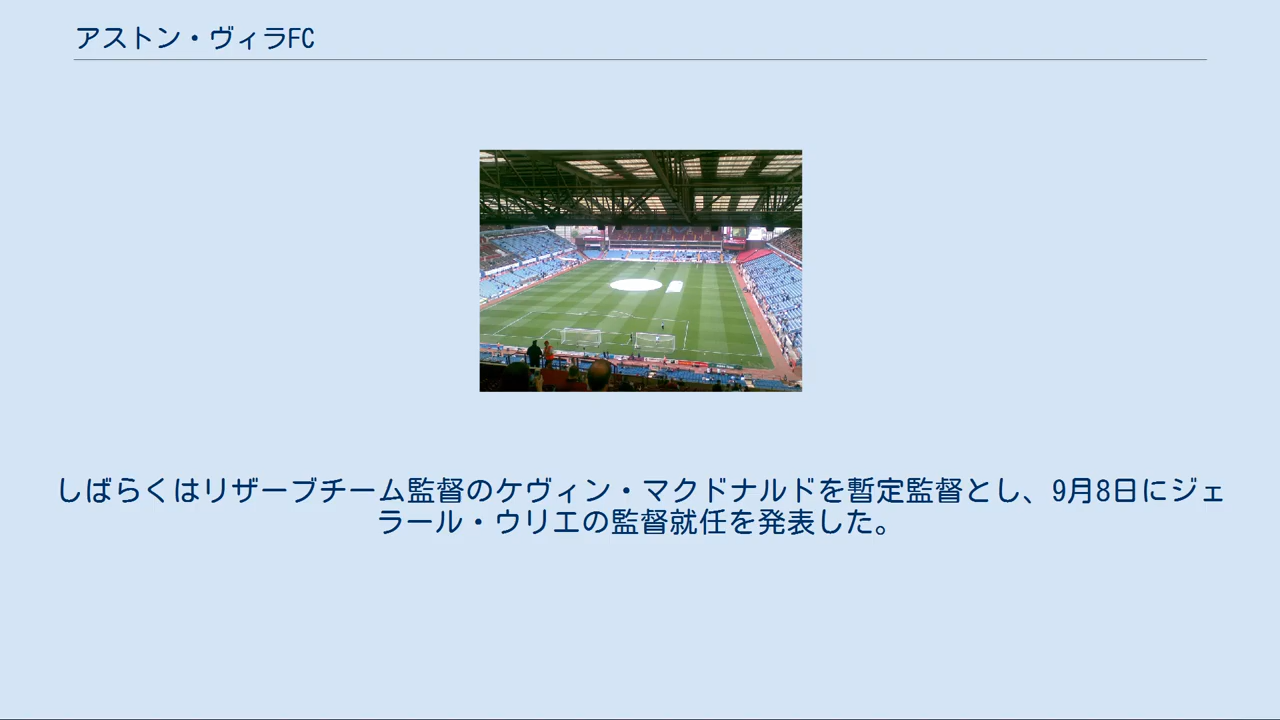 アストン・ヴィラFC
しばらくはリザーブチーム監督のケヴィン・マクドナルドを暫定監督とし、9月8日にジェ
ラール・ウリエの監督就任を発表した。